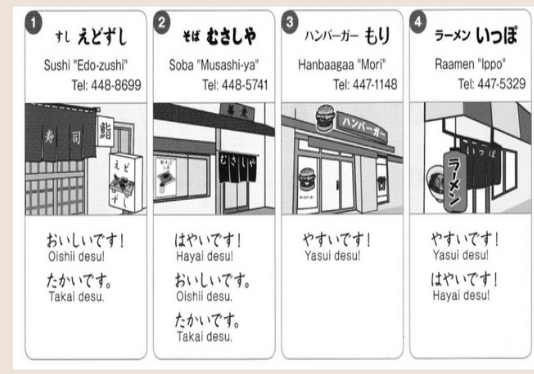 1
すし えどずし
Sushi "Edo-zushi"
Tel: 448-8699
寿司
えど
おいしいです!
Oishii desu!
たかいです。
Takai desu.
2
そば むさしや
Soba "Musashi-ya"
Tel: 448-5741
蕎麦
むさしや
はやいです!
Hayai desu!
おいしいです。
Oishii desu.
たかいです。
Takai desu.
3
ハンバーガー もり
Hanbaagaa "Mori"
Tel: 447-1148
ハンバーガー
やすいです!
Yasui desu!
4
ラーメン いっぽ
Raamen "Ippo"
Tel: 447-5329
いっぽ
ラーメン
やすいです!
Yasui desu!
はやいです!
Hayai desu!